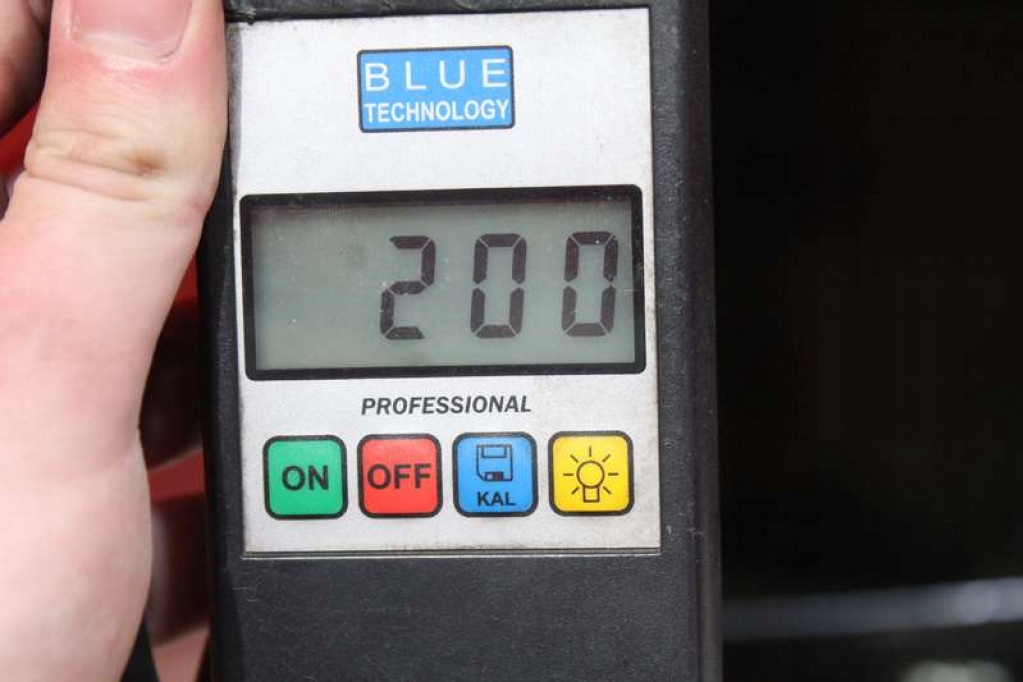 BLUE
TECHNOLOGY
200
PROFESSIONAL
ON OFF KAL